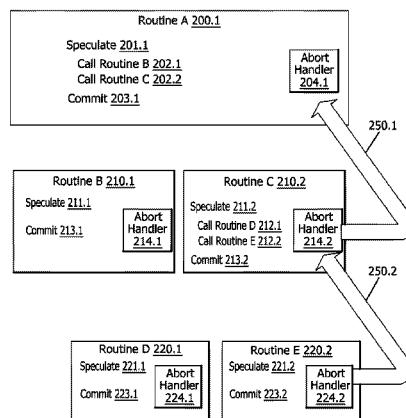 Routine A 200.1
Speculate 201.1
Call Routine B 202.1
Call Routine C 202.2
Commit 203.1
Abort
Handler
204.1
250.1
Routine B 210.1
Speculate 211.1
Commit 213.1
Abort
Handler
214.1
Routine C 210.2
Speculate 211.2
Call Routine D 212.1
Call Routine E 212.2
Commit 213.2
Abort
Handler
214.2
250.2
Routine D 220.1
Speculate 221.1
Commit 223.1
Abort
Handler
224.1
Routine E 220.2
Speculate 221.2
Commit 223.2
Abort
Handler
224.2